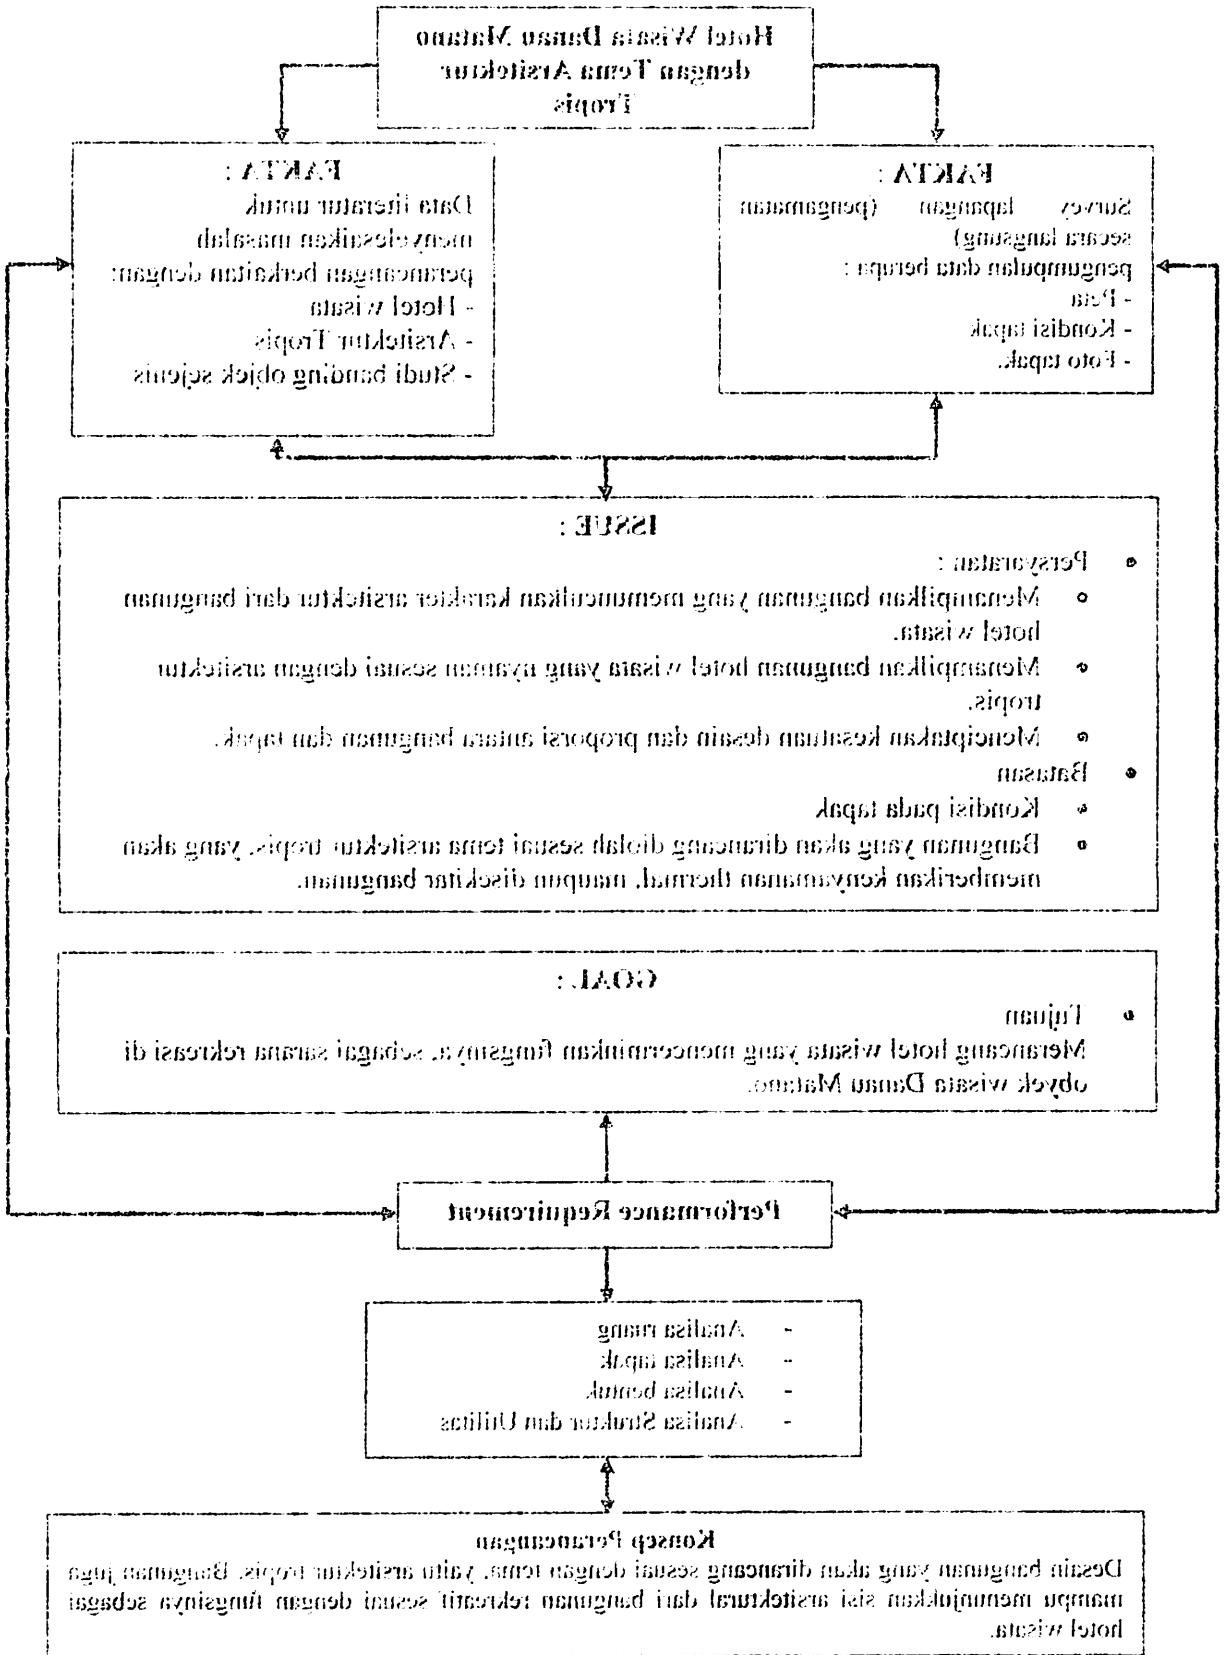 Hotel Wisata Danau Matano
dengan Tema Arsitektur
Tropis
FAKTA :
Survey lapangan (pengamatan
secara langsung)
pengumpulan data berupa :
- Peta
- Kondisi tapak
- Foto tapak.
FAKTA :
Data literatur untuk
menyelesaikan masalah
perancangan berkaitan dengan:
- Hotel wisata
- Arsitektur Tropis
- Studi banding objek sejenis
ISSUE :
• Persyaratan :
• Menampilkan bangunan yang memunculkan karakter arsitektur dari bangunan
hotel wisata.
• Menampilkan bangunan hotel wisata yang nyaman sesuai dengan arsitektur
tropis.
• Menciptakan kesatuan desain dan proporsi antara bangunan dan tapak.
• Batasan
• Kondisi pada tapak
• Bangunan yang akan dirancang diolah sesuai tema arsitektur tropis, yang akan
memberikan kenyamanan thermal, maupun disekitar bangunan.
GOAL :
• Tujuan
Merancang hotel wisata yang mencerminkan fungsinya, sebagai sarana rekreasi di
obyek wisata Danau Matano.
Performance Requirement
- Analisa ruang
- Analisa tapak
- Analisa bentuk
- Analisa Struktur dan Utilitas
Konsep Perancangan
Desain bangunan yang akan dirancang sesuai dengan tema, yaitu arsitektur tropis. Bangunan juga
mampu menunjukkan sisi arsitektural dari bangunan rekreatif sesuai dengan fungsinya sebagai
hotel wisata.